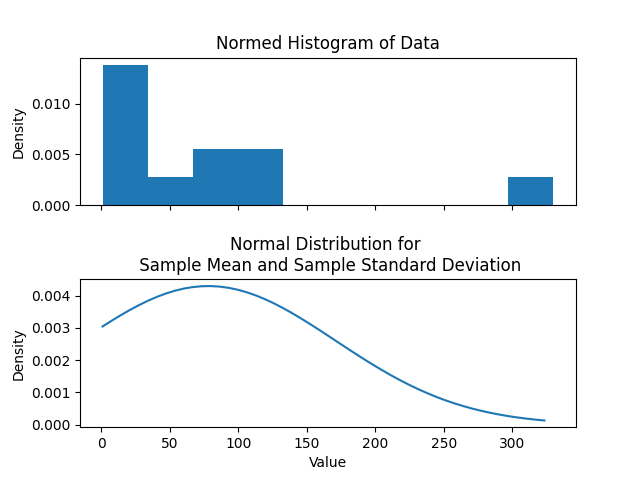 Normed Histogram of Data
Density
0.010
0.005
0.000
Normal Distribution for
Sample Mean and Sample Standard Deviation
Density
0.004
0.003
0.002
0.001
0.000
0 50 100 150 200 250 300
Value